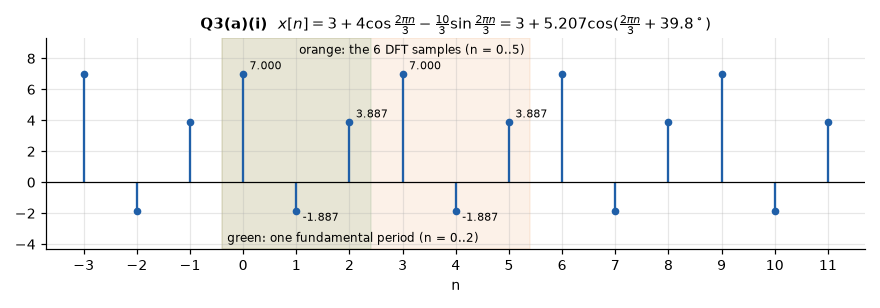 Q3(a)(i) x[n] = 3 + 4cos 2πn/3 − 10/3 sin 2πn/3 = 3 + 5.207cos(2πn/3 + 39.8°)
orange: the 6 DFT samples (n = 0..5)
7.000 7.000
3.887 3.887
-1.887 -1.887
green: one fundamental period (n = 0..2)
8
6
4
2
0
−2
−4
−3 −2 −1 0 1 2 3 4 5 6 7 8 9 10 11
n